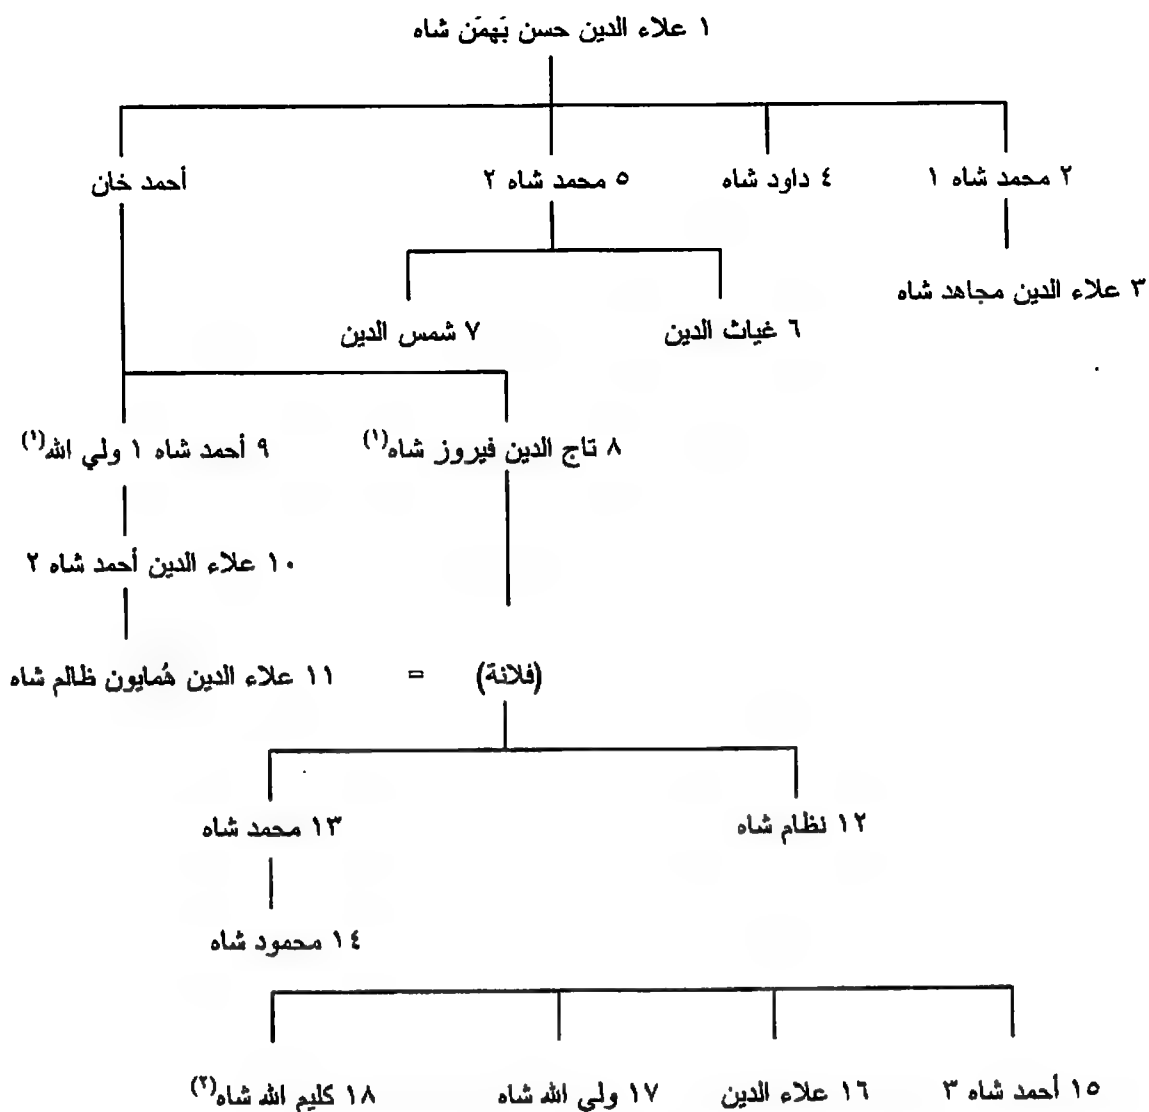 ١ علاء الدين حسن بَهمَن شاه
٢ محمد شاه ١
٤ داود شاه
٥ محمد شاه ٢
أحمد خان
٣ علاء الدين مجاهد شاه
٦ غياث الدين
٧ شمس الدين
٨ تاج الدين فيروز شاه(١)
٩ أحمد شاه ١ ولي الله(١)
١٠ علاء الدين أحمد شاه ٢
(فلانة) = ١١ علاء الدين هُمايون ظالم شاه
١٢ نظام شاه
١٣ محمد شاه
١٤ محمود شاه
١٥ أحمد شاه ٣
١٦ علاء الدين
١٧ ولي الله شاه
١٨ كليم الله شاه(٢)